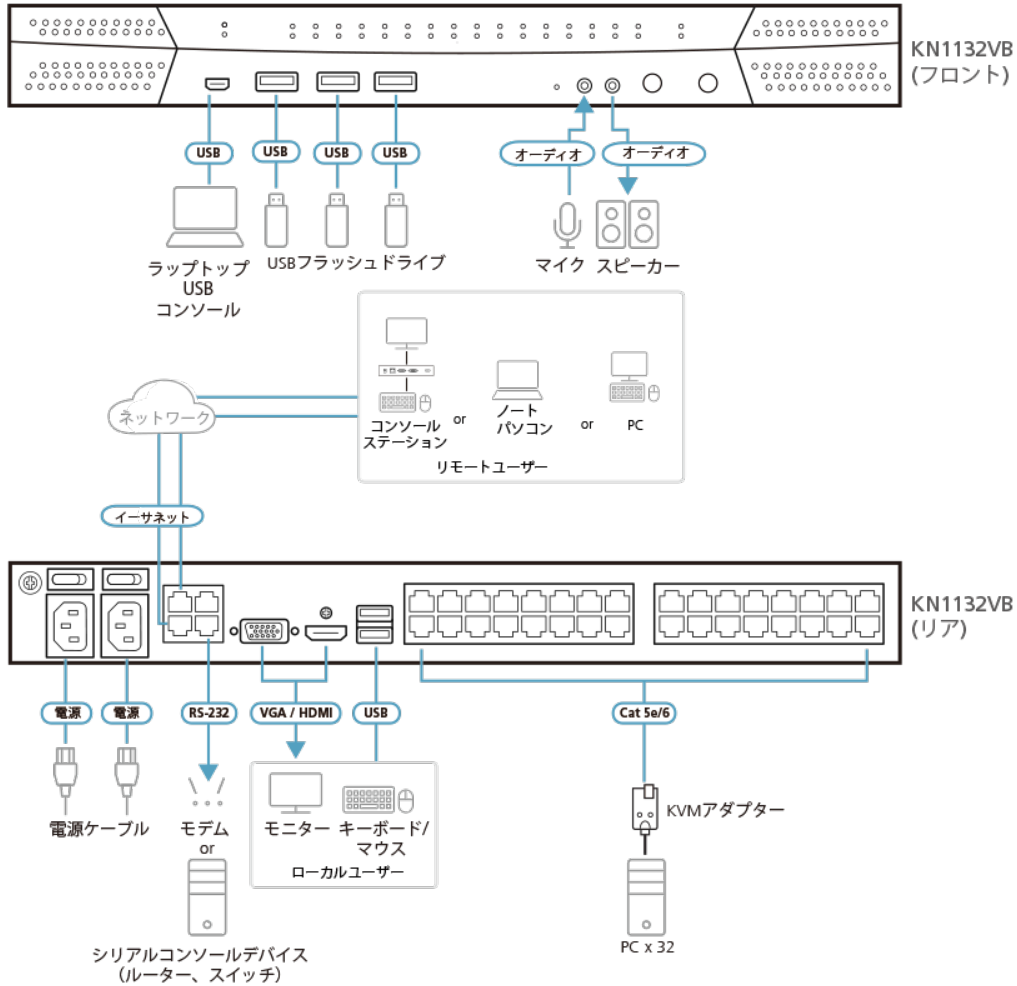 KN1132VB
(フロント)
USB
USB
USB
USB
オーディオ
オーディオ
ラップトップ
USB
コンソール
USBフラッシュドライブ
マイク
スピーカー
ネットワーク
コンソール
ステーション
or
ノート
パソコン
or
PC
リモートユーザー
イーサネット
KN1132VB
(リア)
電源
電源
RS-232
VGA / HDMI
USB
Cat 5e/6
電源ケーブル
モデム
or
モニター
キーボード/
マウス
ローカルユーザー
KVMアダプター
シリアルコンソールデバイス
(ルーター、スイッチ)
PC x 32